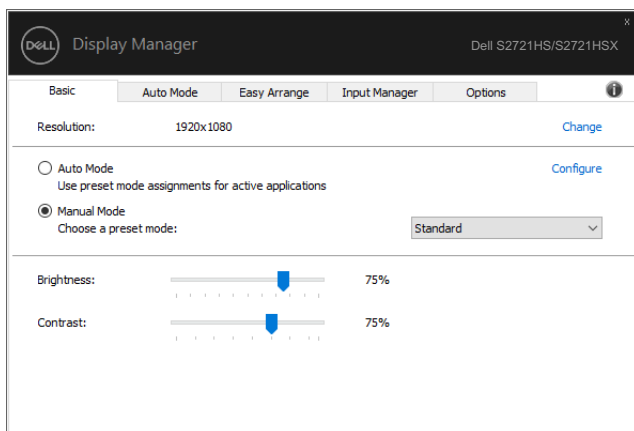 x
DELL Display Manager Dell S2721HS/S2721HSX
Basic Auto Mode Easy Arrange Input Manager Options i
Resolution: 1920x1080 Change
Auto Mode Configure
Use preset mode assignments for active applications
Manual Mode
Choose a preset mode: Standard
Brightness: 75%
Contrast: 75%